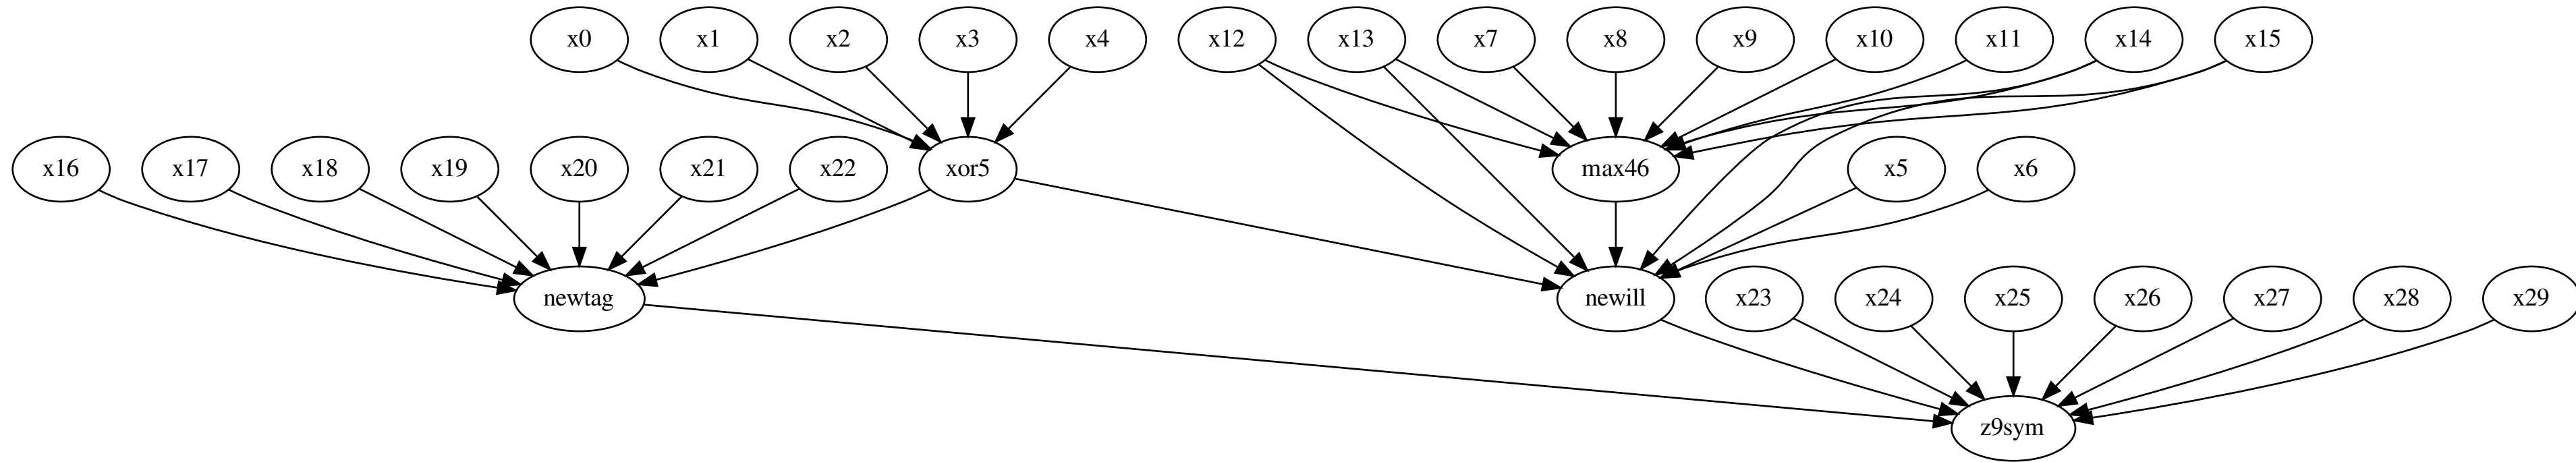 x0 x1 x2 x3 x4 x12 x13 x7 x8 x9 x10 x11 x14 x15
x16 x17 x18 x19 x20 x21 x22 xor5 max46 x5 x6
newtag newill x23 x24 x25 x26 x27 x28 x29
z9sym